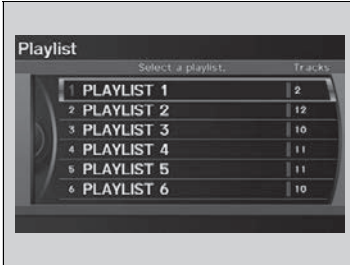 Playlist
Select a playlist. Tracks
1 PLAYLIST 1 2
2 PLAYLIST 2 12
3 PLAYLIST 3 10
4 PLAYLIST 4 11
5 PLAYLIST 5 11
6 PLAYLIST 6 10